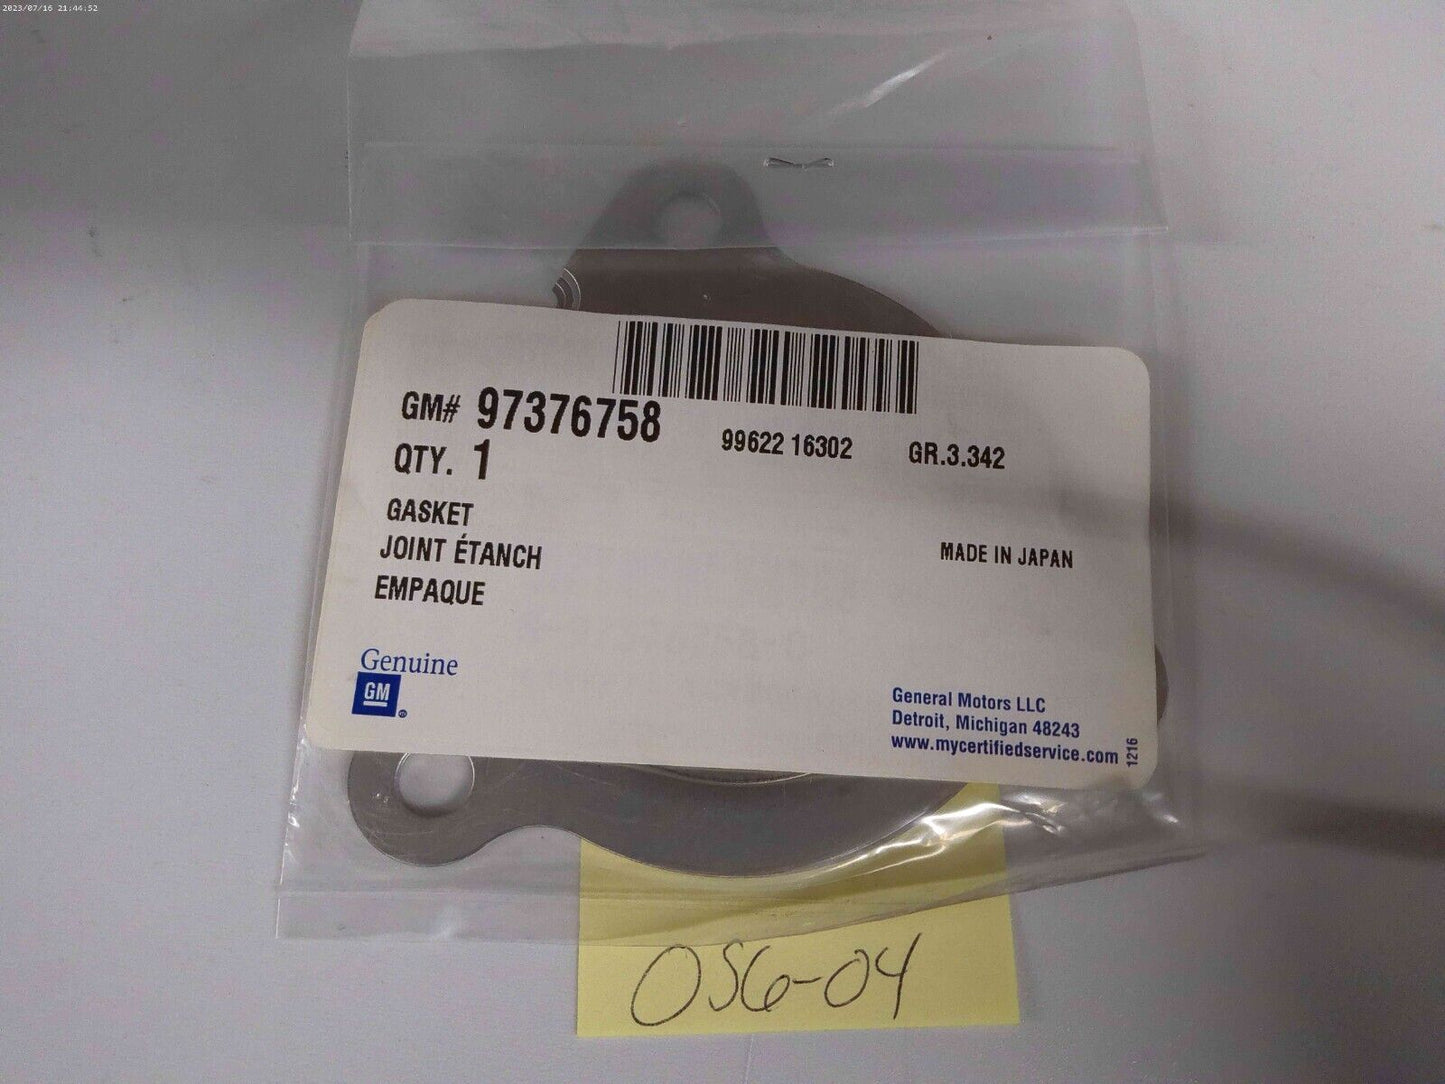 2023/07/16 21:44:52
GM# 97376758
99622 16302
GR.3.342
QTY. 1
GASKET
JOINT ÉTANCH
MADE IN JAPAN
EMPAQUE
Genuine
GM
General Motors LLC
Detroit, Michigan 48243
www.mycertifiedservice.com
1216
056-04